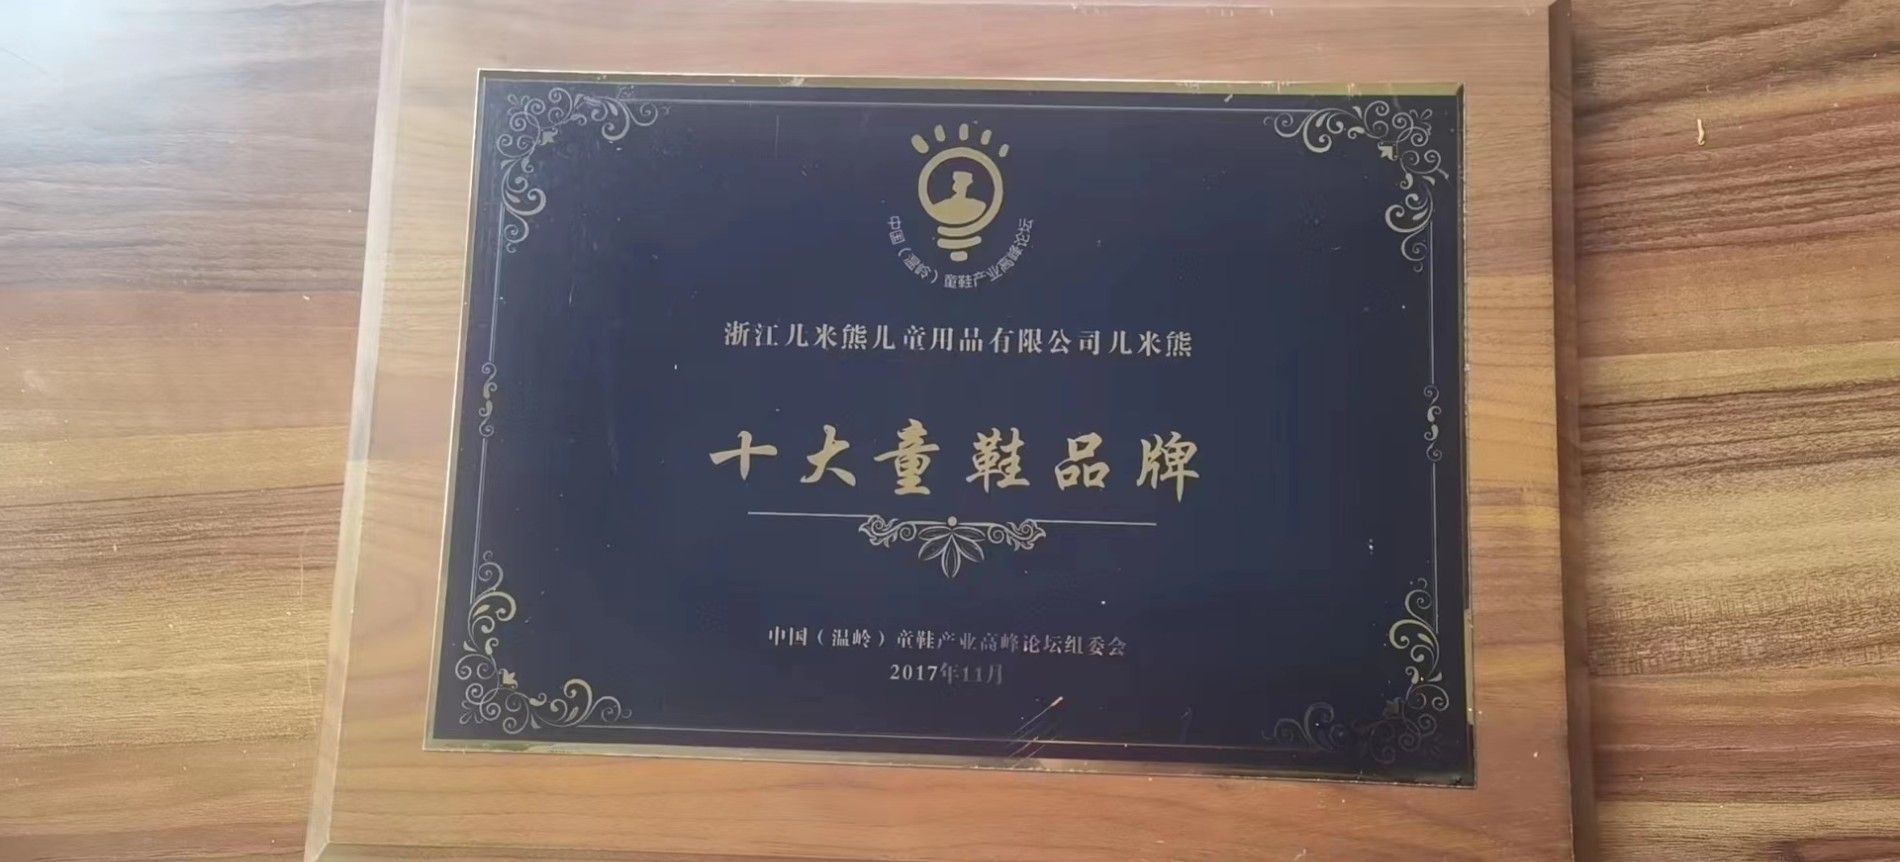 中国（温岭）童鞋产业高峰论坛
浙江儿米熊儿童用品有限公司儿米熊
十大童鞋品牌
中国（温岭）童鞋产业高峰论坛组委会
2017年11月